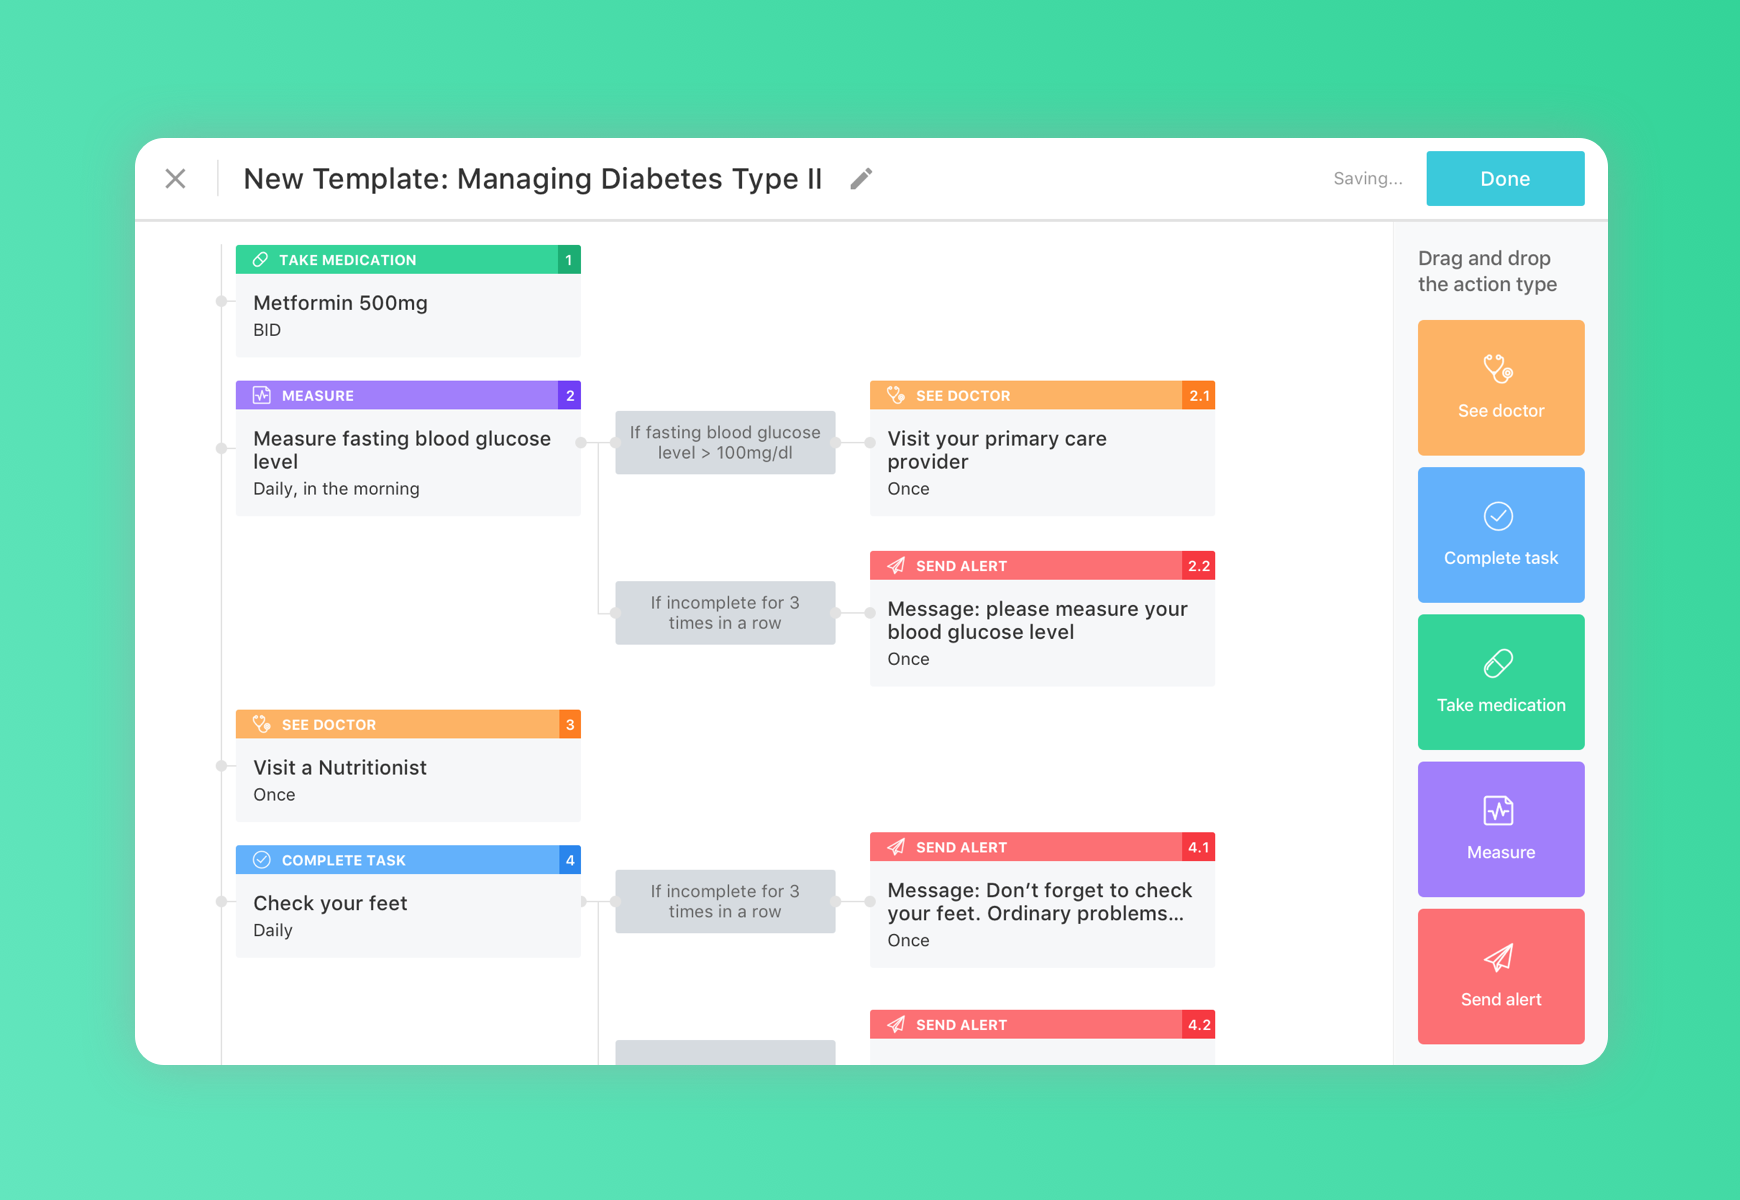 New Template: Managing Diabetes Type II
Saving...
Done
TAKE MEDICATION 1
Metformin 500mg
BID
MEASURE 2
Measure fasting blood glucose
level
Daily, in the morning
If fasting blood glucose
level > 100mg/dl
SEE DOCTOR 2.1
Visit your primary care
provider
Once
If incomplete for 3
times in a row
SEND ALERT 2.2
Message: please measure your
blood glucose level
Once
SEE DOCTOR 3
Visit a Nutritionist
Once
COMPLETE TASK 4
Check your feet
Daily
If incomplete for 3
times in a row
SEND ALERT 4.1
Message: Don’t forget to check
your feet. Ordinary problems...
Once
SEND ALERT 4.2
Drag and drop
the action type
See doctor
Complete task
Take medication
Measure
Send alert